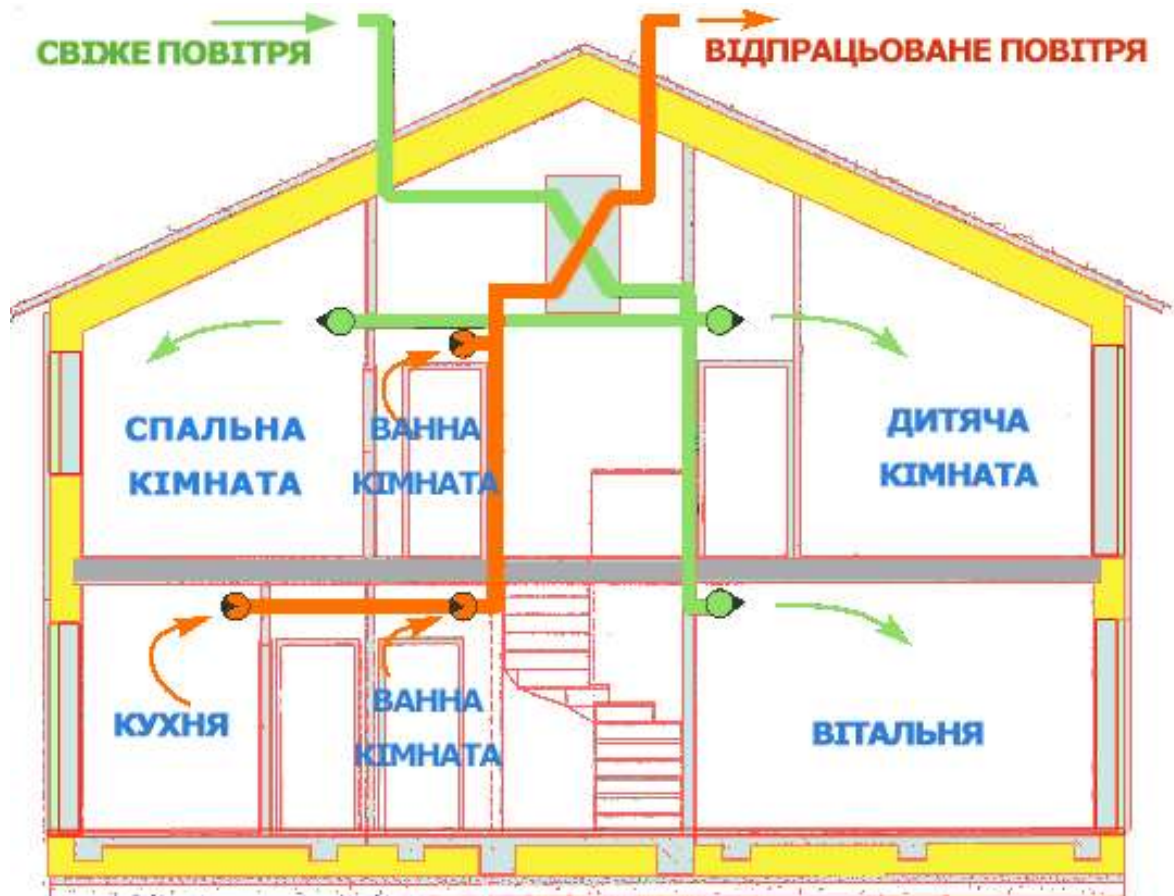 СВІЖЕ ПОВІТРЯ
ВІДПРАЦЬОВАНЕ ПОВІТРЯ
СПАЛЬНА
КІМНАТА
ВАННА
КІМНАТА
ДИТЯЧА
КІМНАТА
КУХНЯ
ВАННА
КІМНАТА
ВІТАЛЬНЯ